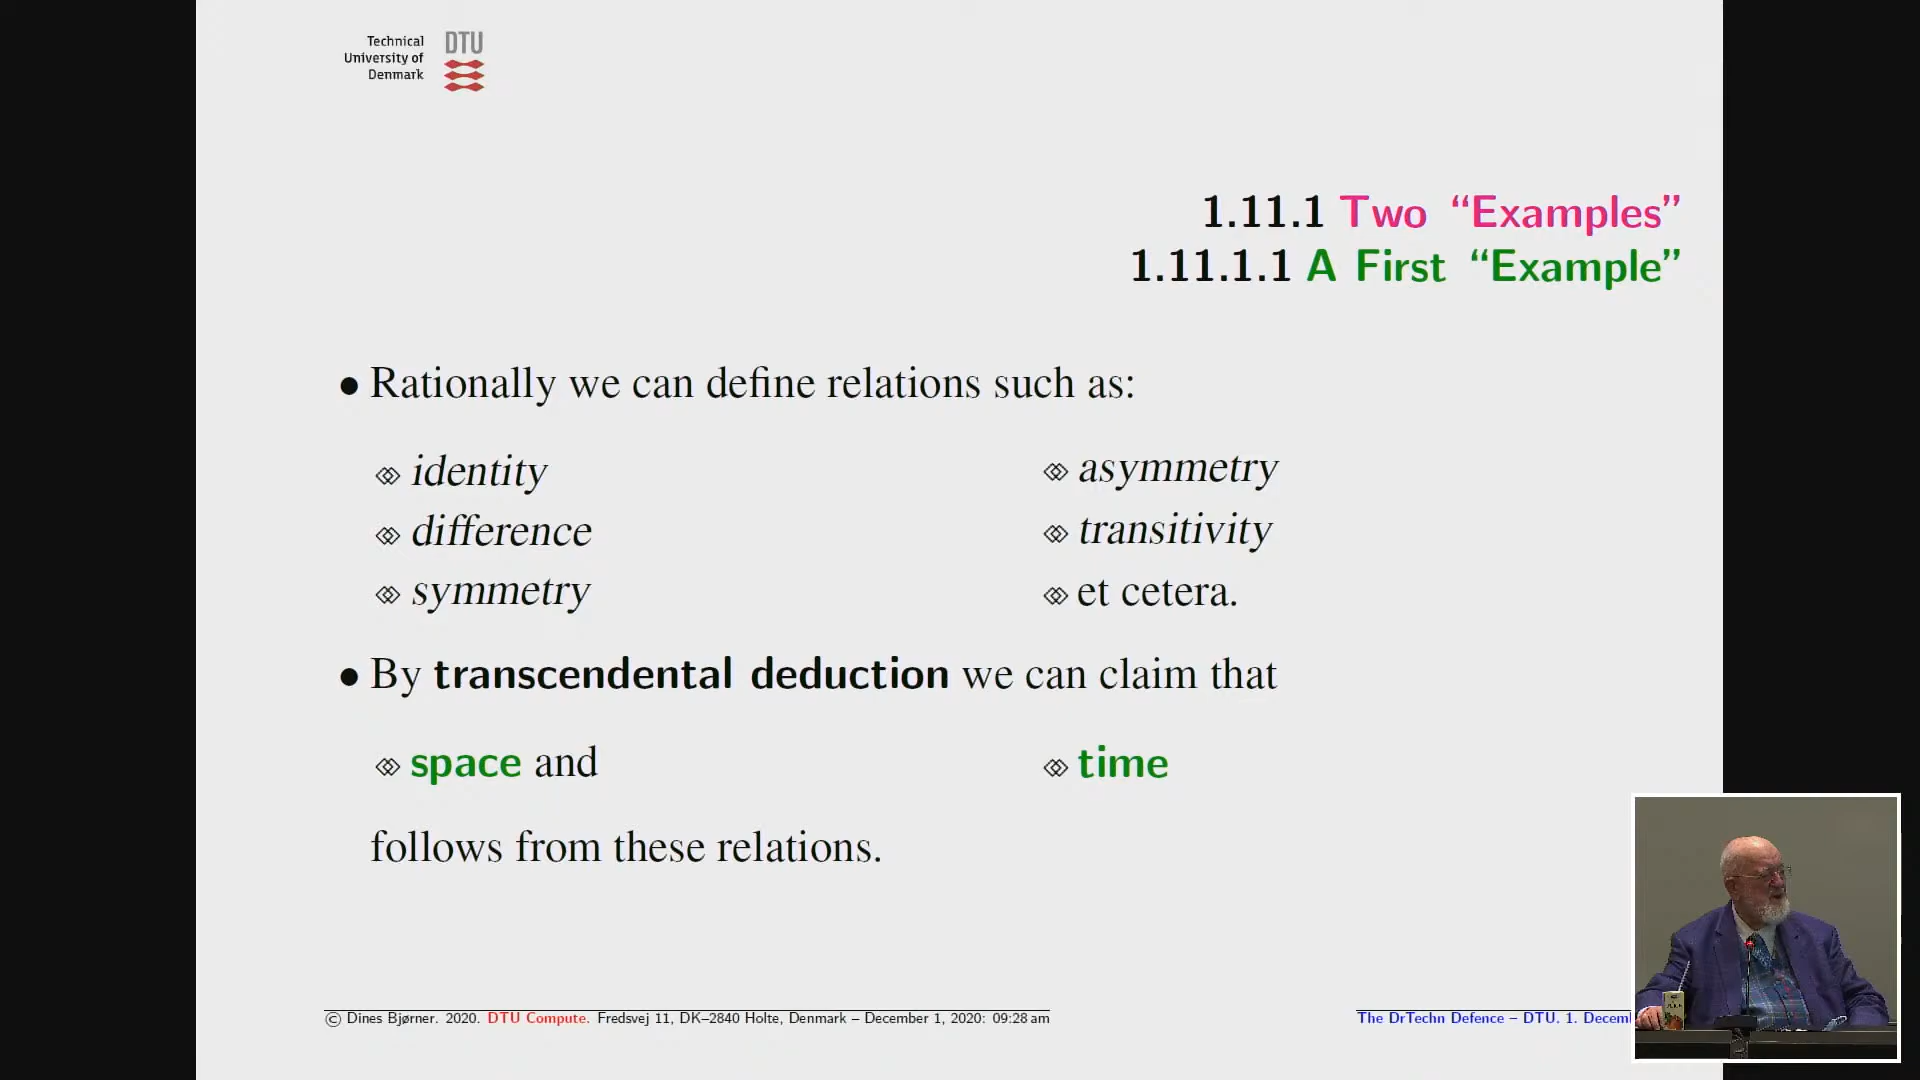 Technical
University of
Denmark
DTU
1.11.1 Two “Examples”
1.11.1.1 A First “Example”
• Rationally we can define relations such as:
identity
difference
symmetry
asymmetry
transitivity
et cetera.
• By transcendental deduction we can claim that
space and
time
follows from these relations.
© Dines Bjørner. 2020. DTU Compute. Fredsvej 11, DK–2840 Holte, Denmark – December 1, 2020: 09:28 am
The DrTechn Defence – DTU. 1. Decem